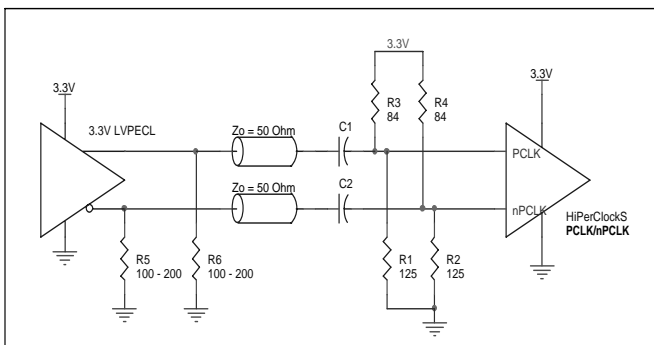 3.3V
3.3V
3.3V
R3
84
R4
84
3.3V LVPECL
Zo = 50 Ohm
C1
PCLK
Zo = 50 Ohm
C2
nPCLK
HiPerClockS
PCLK/nPCLK
R5
100 - 200
R6
100 - 200
R1
125
R2
125